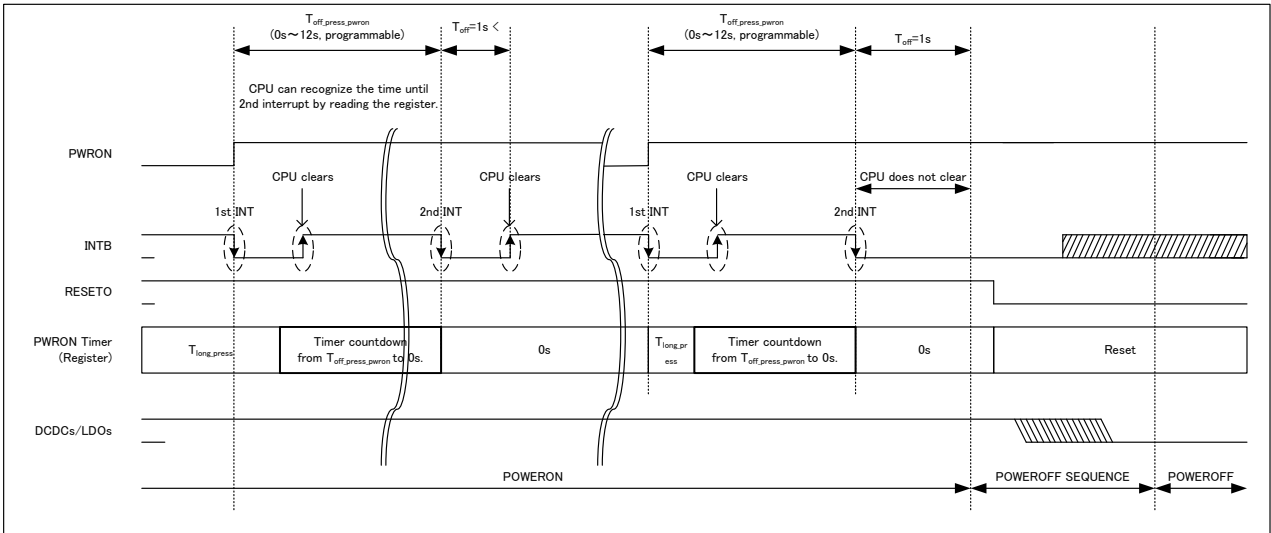 Toff_press_pwron
(0s～12s, programmable)
Toff=1s <
Toff_press_pwron
(0s～12s, programmable)
Toff=1s
CPU can recognize the time until
2nd interrupt by reading the register.
PWRON
CPU clears
CPU clears
CPU clears
CPU does not clear
1st INT
2nd INT
1st INT
2nd INT
INTB
RESETO
PWRON Timer
(Register)
Tlong_press
Timer countdown
from Toff_press_pwron to 0s.
0s
Tlong_pr
ess
Timer countdown
from Toff_press_pwron to 0s.
0s
Reset
DCDCs/LDOs
POWERON
POWEROFF SEQUENCE
POWEROFF